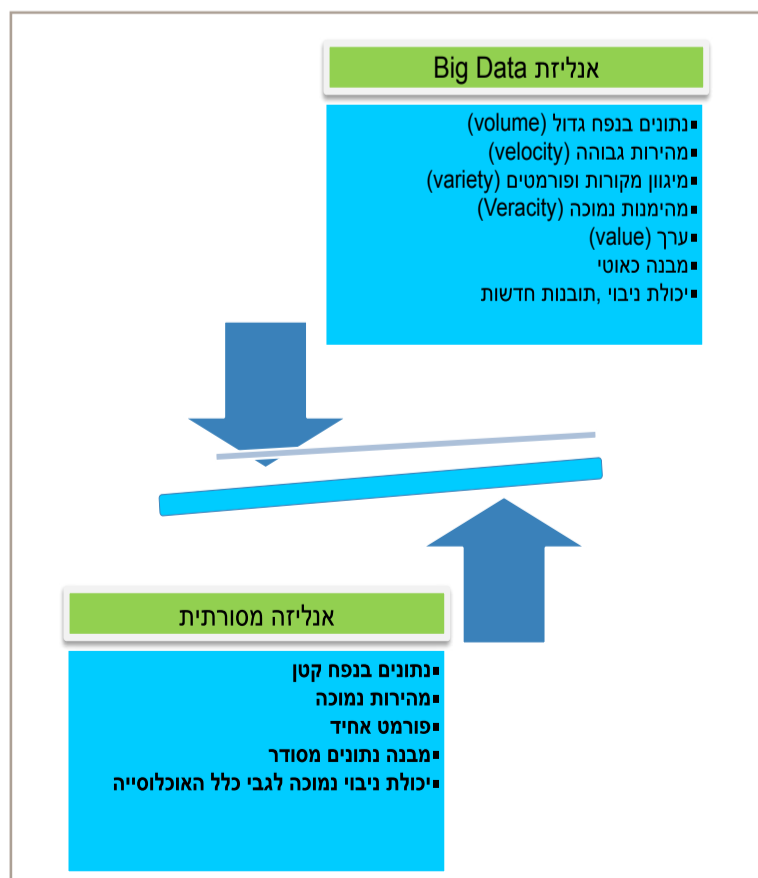 אנליזת Big Data
▪נתונים בנפח גדול (volume)
▪מהירות גבוהה (velocity)
▪מיגוון מקורות ופורמטים (variety)
▪מהימנות נמוכה (Veracity)
▪ערך (value)
▪מבנה כאוטי
▪יכולת ניבוי ,תובנות חדשות
אנליזה מסורתית
▪נתונים בנפח קטן
▪מהירות נמוכה
▪פורמט אחיד
▪מבנה נתונים מסודר
▪יכולת ניבוי נמוכה לגבי כלל האוכלוסייה